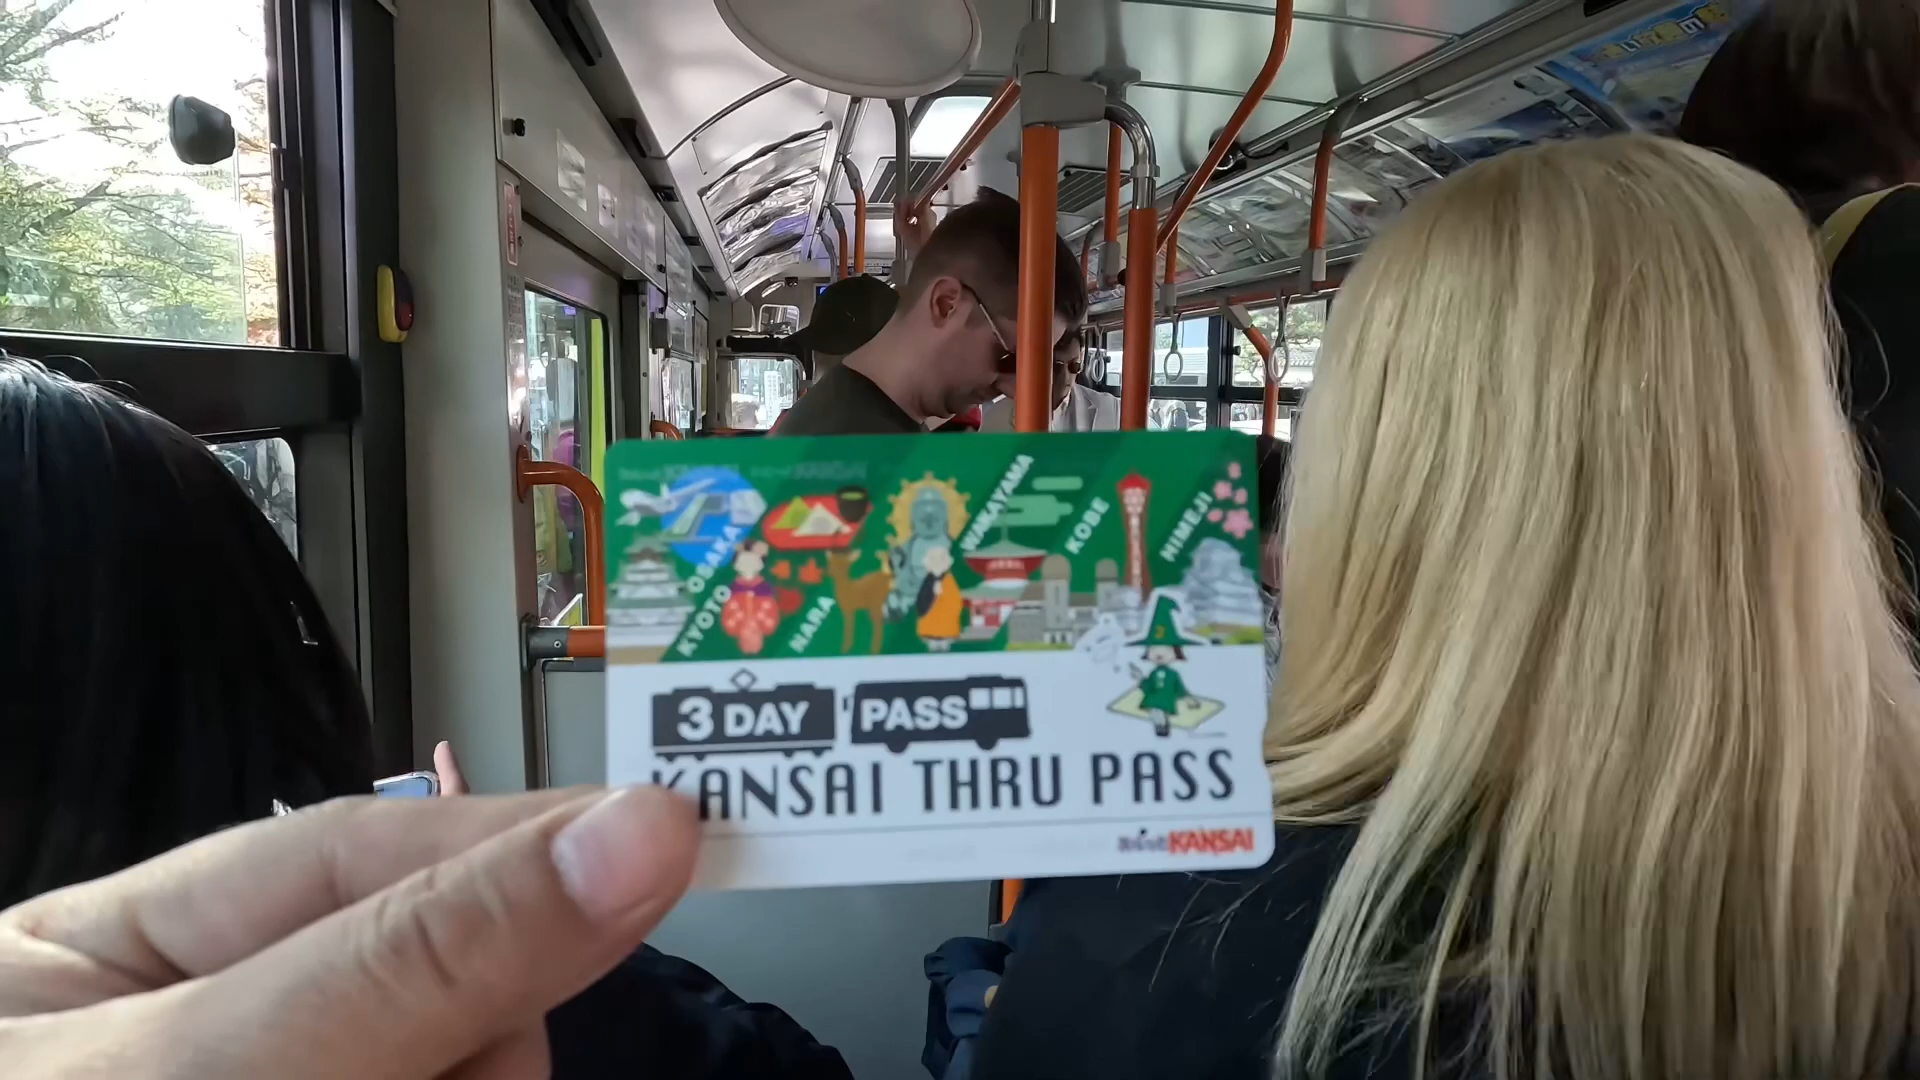 OSAKA
KYOTO
NARA
WAKAYAMA
KOBE
HIMEJI
3 DAY PASS
KANSAI THRU PASS
KANSAI